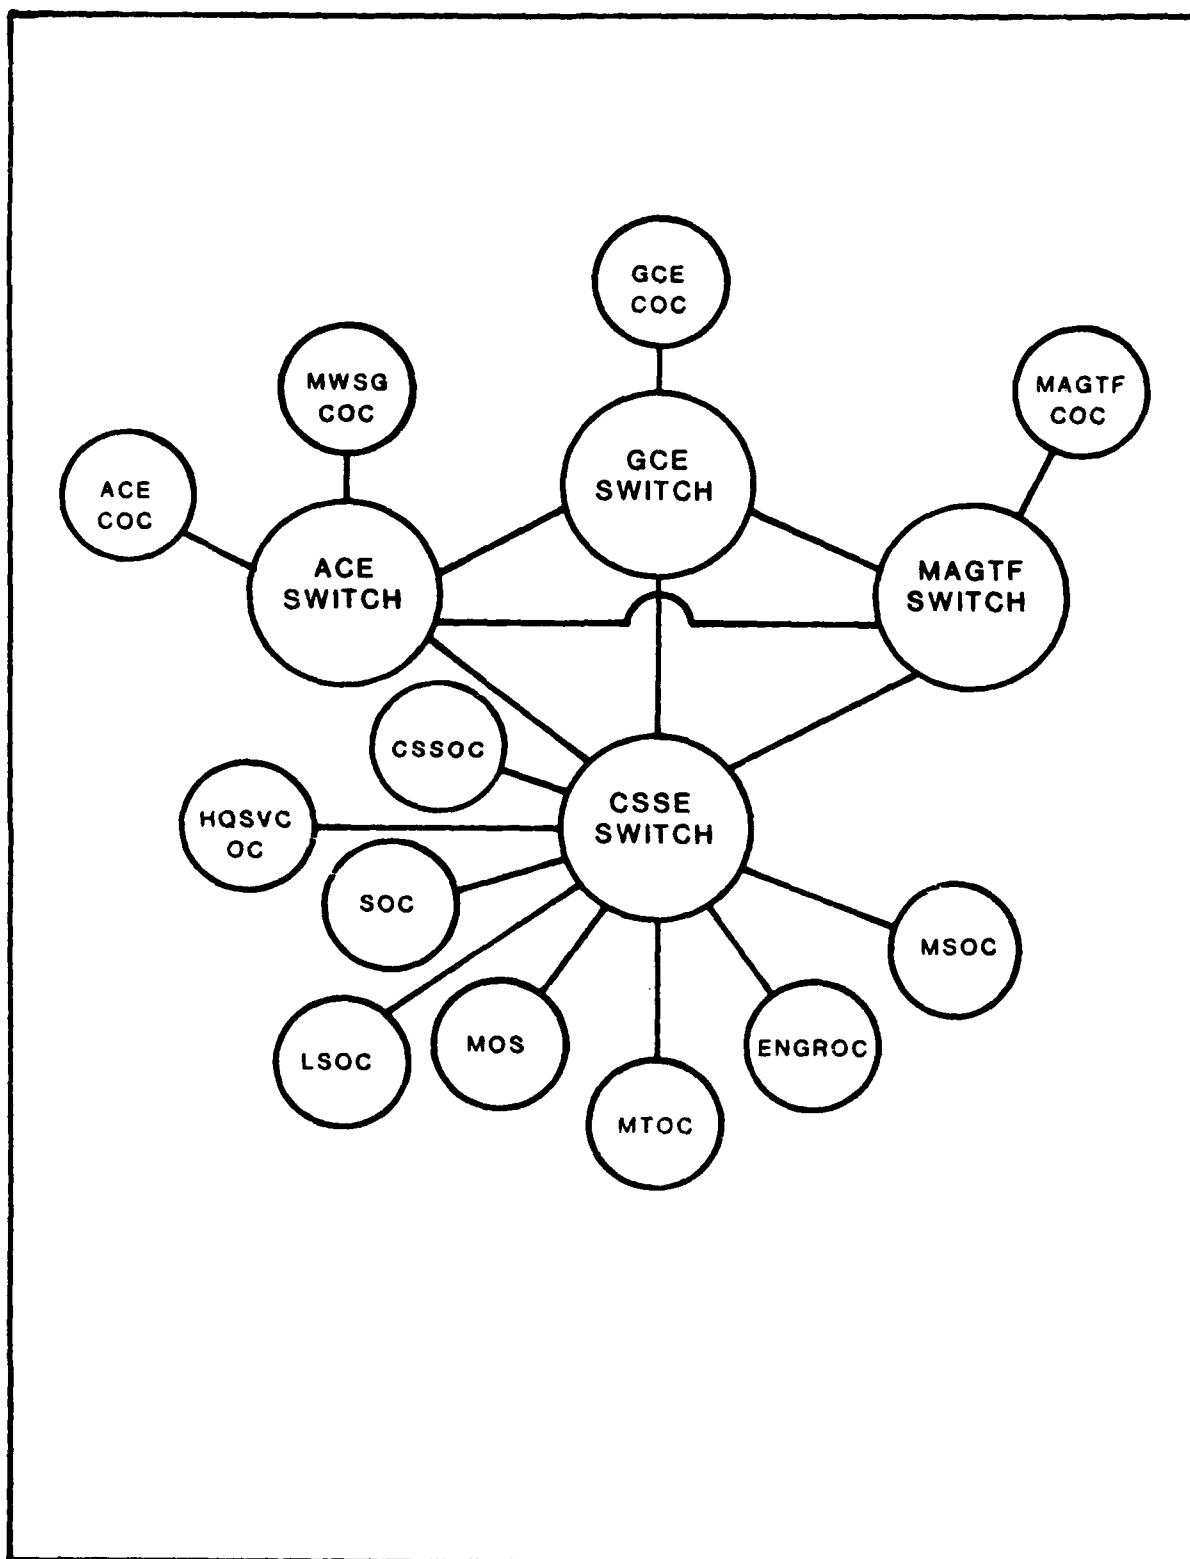 GCE
COC
MWSG
COC
MAGTF
COC
ACE
COC
GCE
SWITCH
ACE
SWITCH
MAGTF
SWITCH
CSSOC
CSSE
SWITCH
HQSVC
OC
SOC
MSOC
LSOC
MOS
ENGROC
MTOC